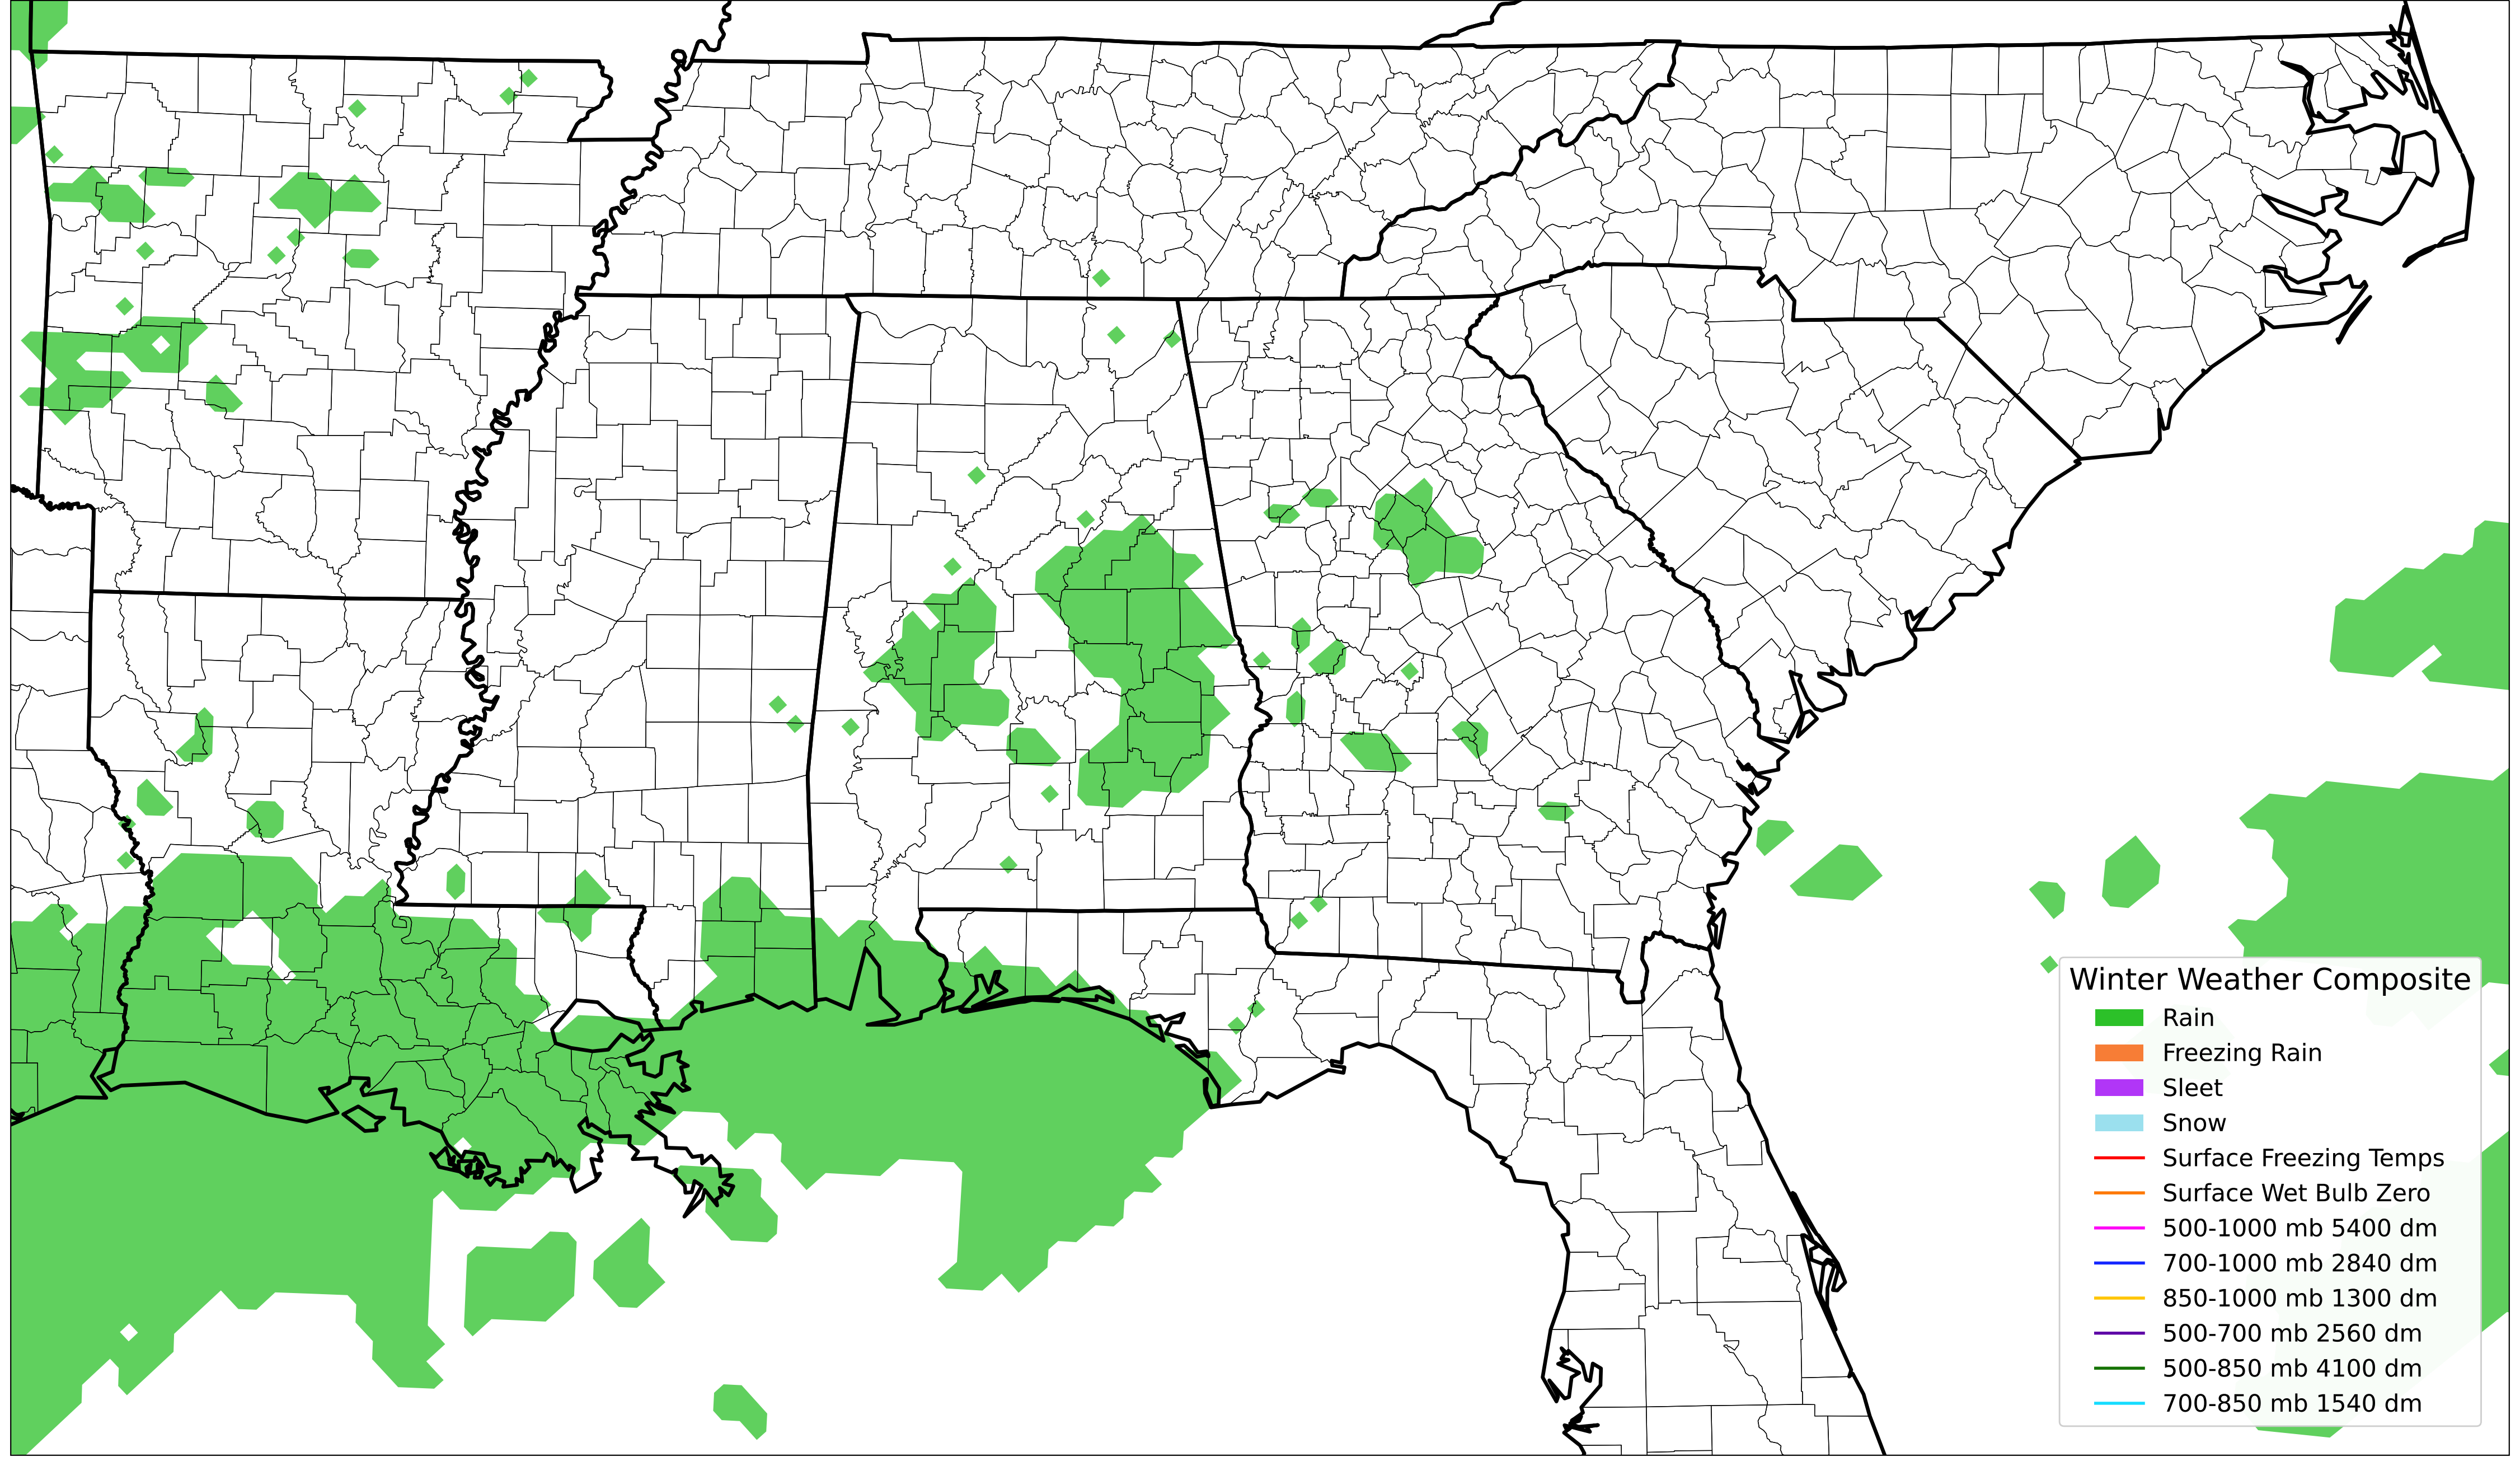 Winter Weather Composite
Rain
Freezing Rain
Sleet
Snow
Surface Freezing Temps
Surface Wet Bulb Zero
500-1000 mb 5400 dm
700-1000 mb 2840 dm
850-1000 mb 1300 dm
500-700 mb 2560 dm
500-850 mb 4100 dm
700-850 mb 1540 dm